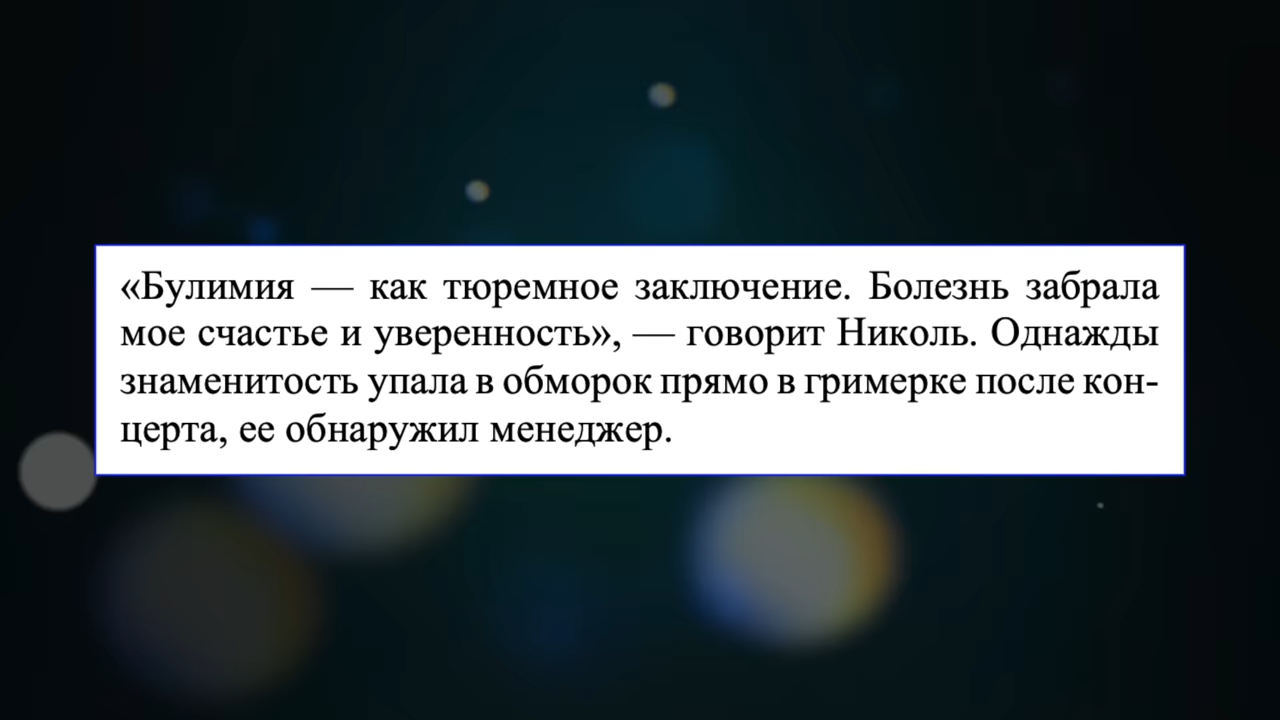 «Булимия — как тюремное заключение. Болезнь забрала
мое счастье и уверенность», — говорит Николь. Однажды
знаменитость упала в обморок прямо в гримерке после кон-
церта, ее обнаружил менеджер.